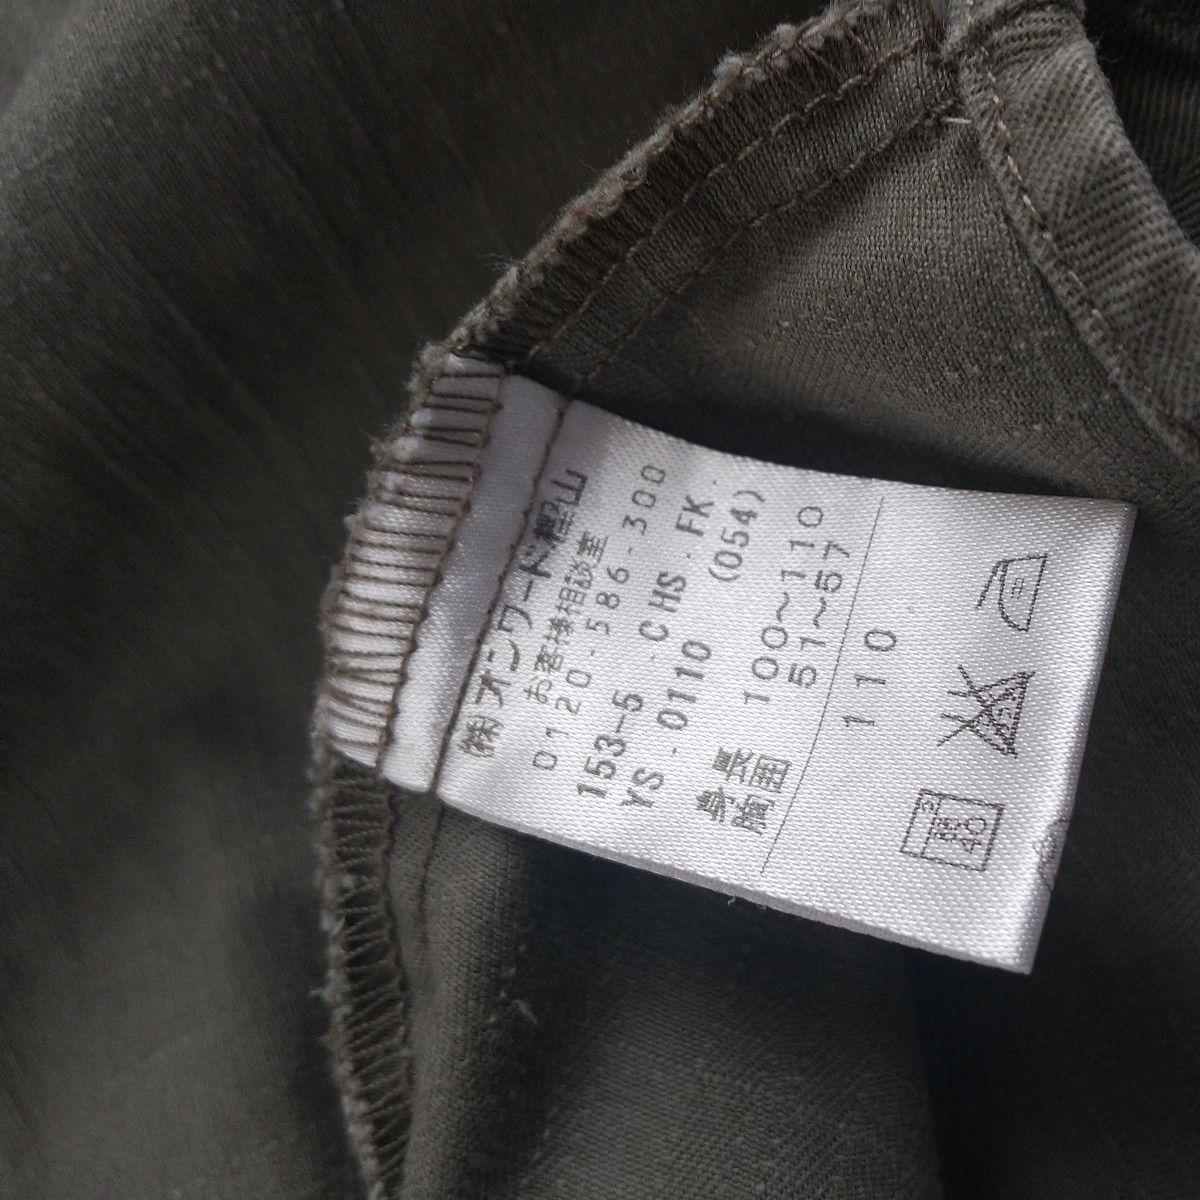 ㈱オンワード樫山
お客様相談室
0120-586-300
153-5 . CHS . FK .
YS . 0110 (054)
身長 100〜110
胸囲 51〜57
110
40